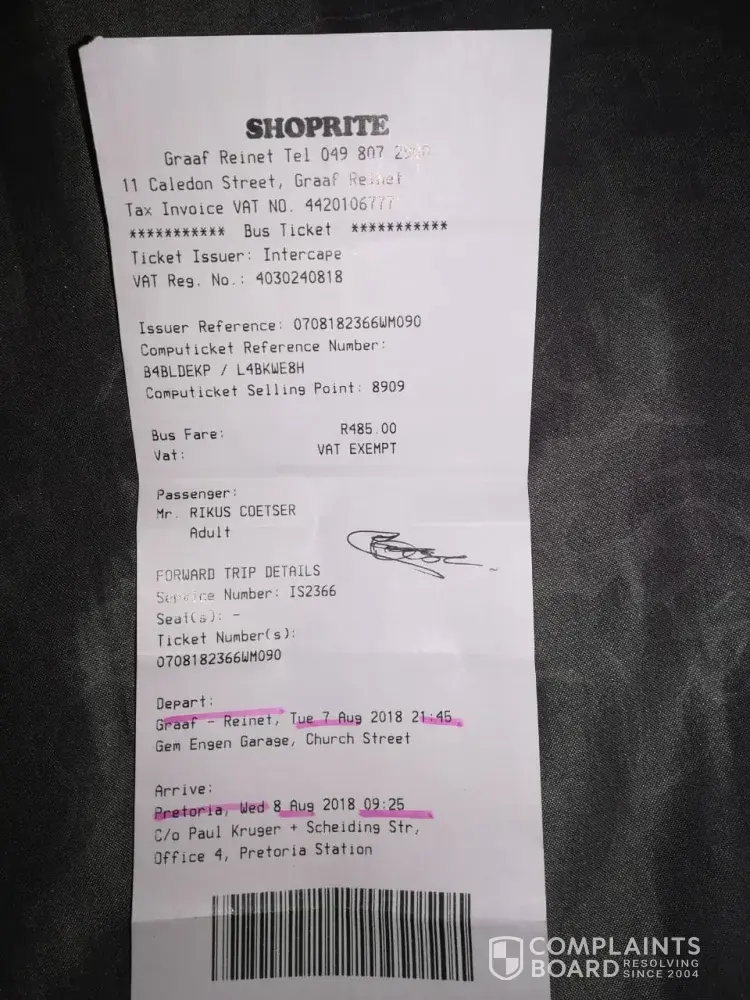 SHOPRITE
Graaf Reinet Tel 049 807
11 Caledon Street, Graaf Reinet
Tax Invoice VAT NO. 4420106777
*********** Bus Ticket ***********
Ticket Issuer: Intercape
VAT Reg. No.: 4030240818
Issuer Reference: 0708182366WM090
Computicket Reference Number:
B4BLDEKP / L4BKWE8H
Computicket Selling Point: 8909
Bus Fare: R485.00
Vat: VAT EXEMPT
Passenger:
Mr. RIKUS COETSER
Adult
FORWARD TRIP DETAILS
Service Number: IS2366
Seat(s): -
Ticket Number(s):
0708182366WM090
Depart:
Graaf - Reinet, Tue 7 Aug 2018 21:45
Gem Engen Garage, Church Street
Arrive:
Pretoria, Wed 8 Aug 2018 09:25
C/o Paul Kruger + Scheiding Str,
Office 4, Pretoria Station
COMPLAINTS
BOARD RESOLVING SINCE 2004